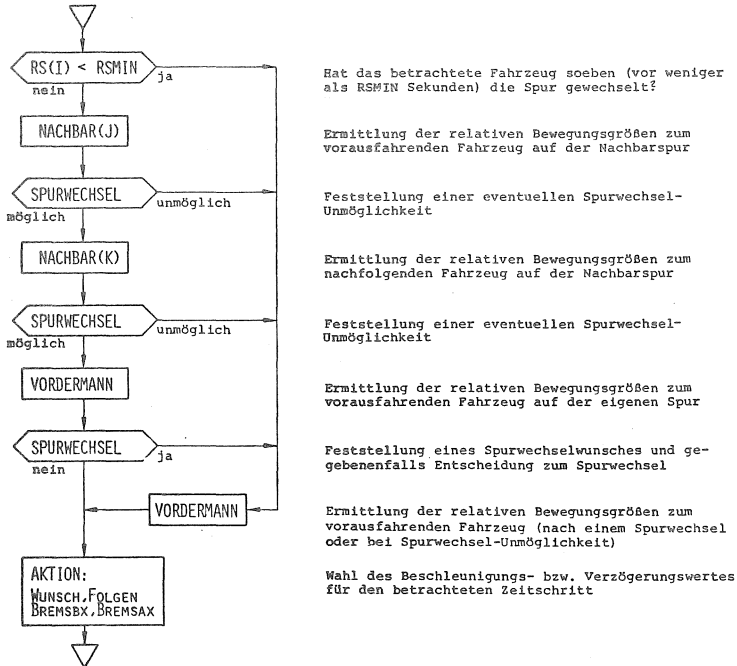 RS(I) < RSMIN
nein
ja
Hat das betrachtete Fahrzeug soeben (vor weniger
als RSMIN Sekunden) die Spur gewechselt?
NACHBAR(J)
Ermittlung der relativen Bewegungsgrößen zum
vorausfahrenden Fahrzeug auf der Nachbarspur
SPURWECHSEL
möglich
unmöglich
Feststellung einer eventuellen Spurwechsel-
Unmöglichkeit
NACHBAR(K)
Ermittlung der relativen Bewegungsgrößen zum
nachfolgenden Fahrzeug auf der Nachbarspur
SPURWECHSEL
möglich
unmöglich
Feststellung einer eventuellen Spurwechsel-
Unmöglichkeit
VORDERMANN
Ermittlung der relativen Bewegungsgrößen zum
vorausfahrenden Fahrzeug auf der eigenen Spur
SPURWECHSEL
nein
ja
Feststellung eines Spurwechselwunsches und ge-
gebenenfalls Entscheidung zum Spurwechsel
VORDERMANN
Ermittlung der relativen Bewegungsgrößen zum
vorausfahrenden Fahrzeug (nach einem Spurwechsel
oder bei Spurwechsel-Unmöglichkeit)
AKTION:
WUNSCH,FOLGEN
BREMSBX,BREMSAX
Wahl des Beschleunigungs- bzw. Verzögerungswertes
für den betrachteten Zeitschritt